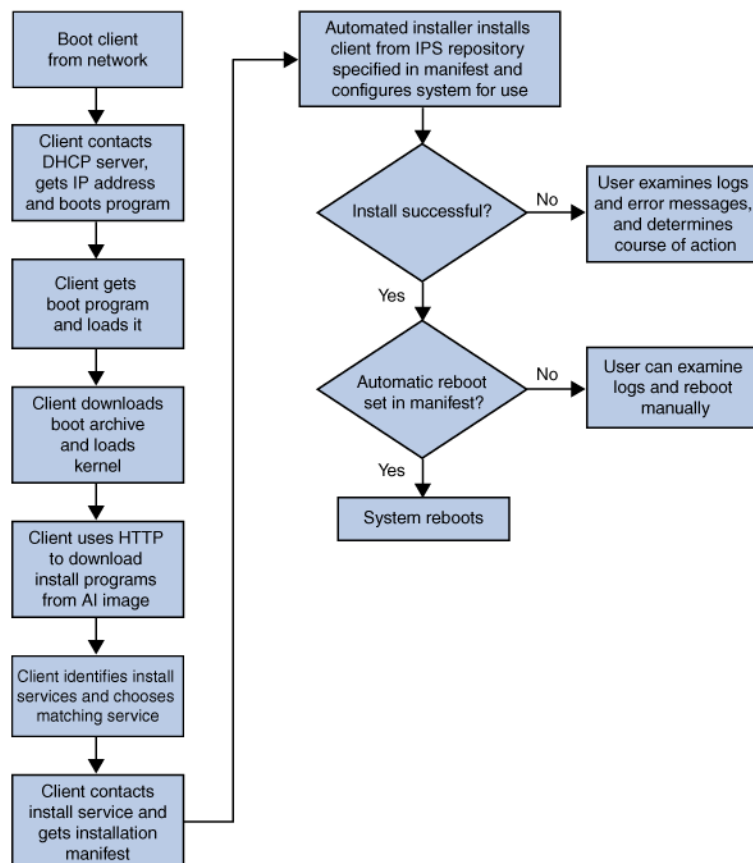 Boot client
from network
Client contacts
DHCP server,
gets IP address
and boots program
Client gets
boot program
and loads it
Client downloads
boot archive
and loads
kernel
Client uses HTTP
to download
install programs
from AI image
Client identifies install
services and chooses
matching service
Client contacts
install service and
gets installation
manifest
Automated installer installs
client from IPS repository
specified in manifest and
configures system for use
Install successful?
No
User examines logs
and error messages,
and determines
course of action
Yes
Automatic reboot
set in manifest?
No
User can examine
logs and reboot
manually
Yes
System reboots